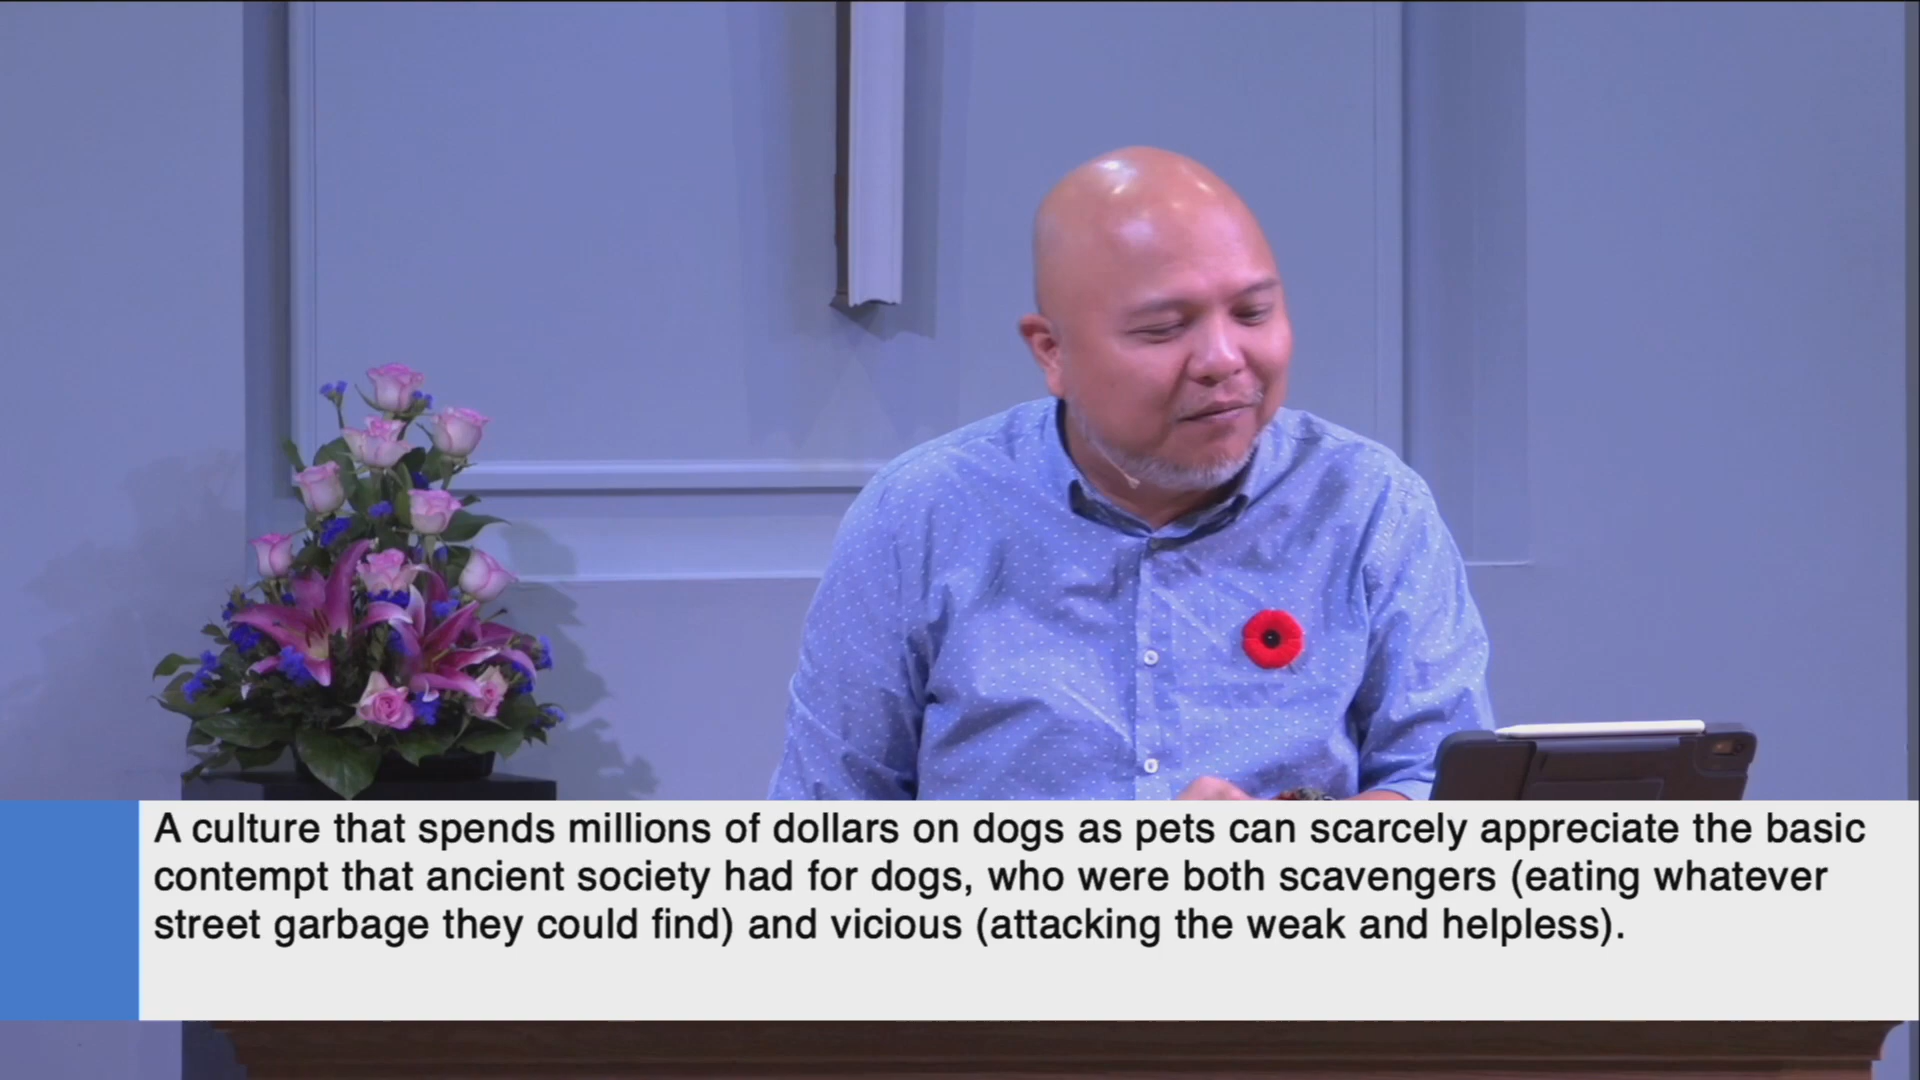 A culture that spends millions of dollars on dogs as pets can scarcely appreciate the basic
contempt that ancient society had for dogs, who were both scavengers (eating whatever
street garbage they could find) and vicious (attacking the weak and helpless).